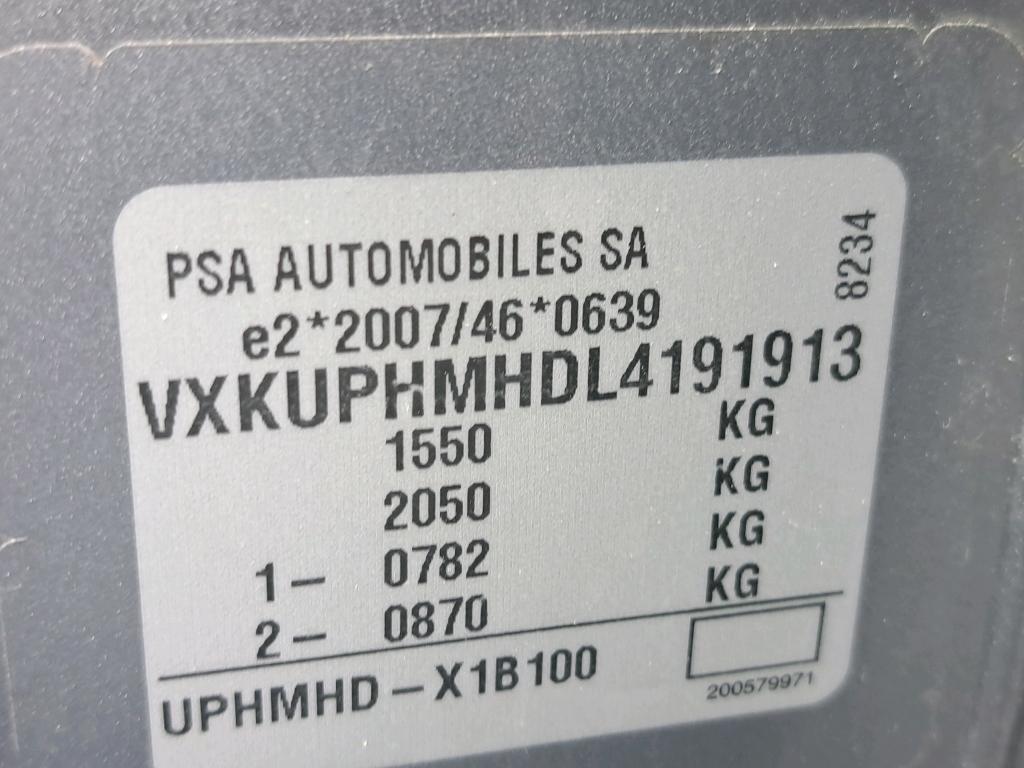 PSA AUTOMOBILES SA
8234
e2*2007/46*0639
VXKUPHMHDL4191913
1550 KG
2050 KG
1– 0782 KG
2– 0870 KG
UPHMHD – X1B100
200579971